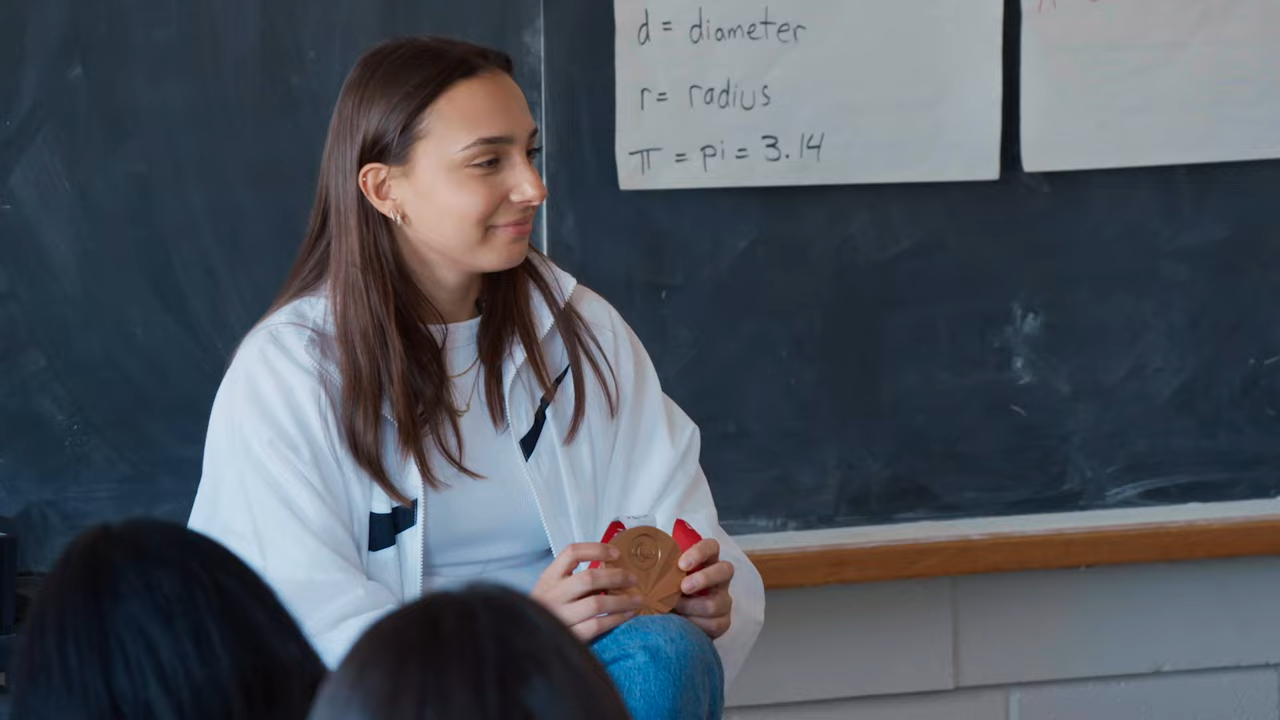 d = diameter
r = radius
π = pi = 3.14